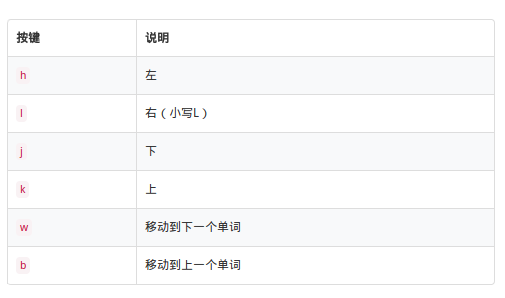 按键 说明
h 左
l 右（小写L）
j 下
k 上
w 移动到下一个单词
b 移动到上一个单词